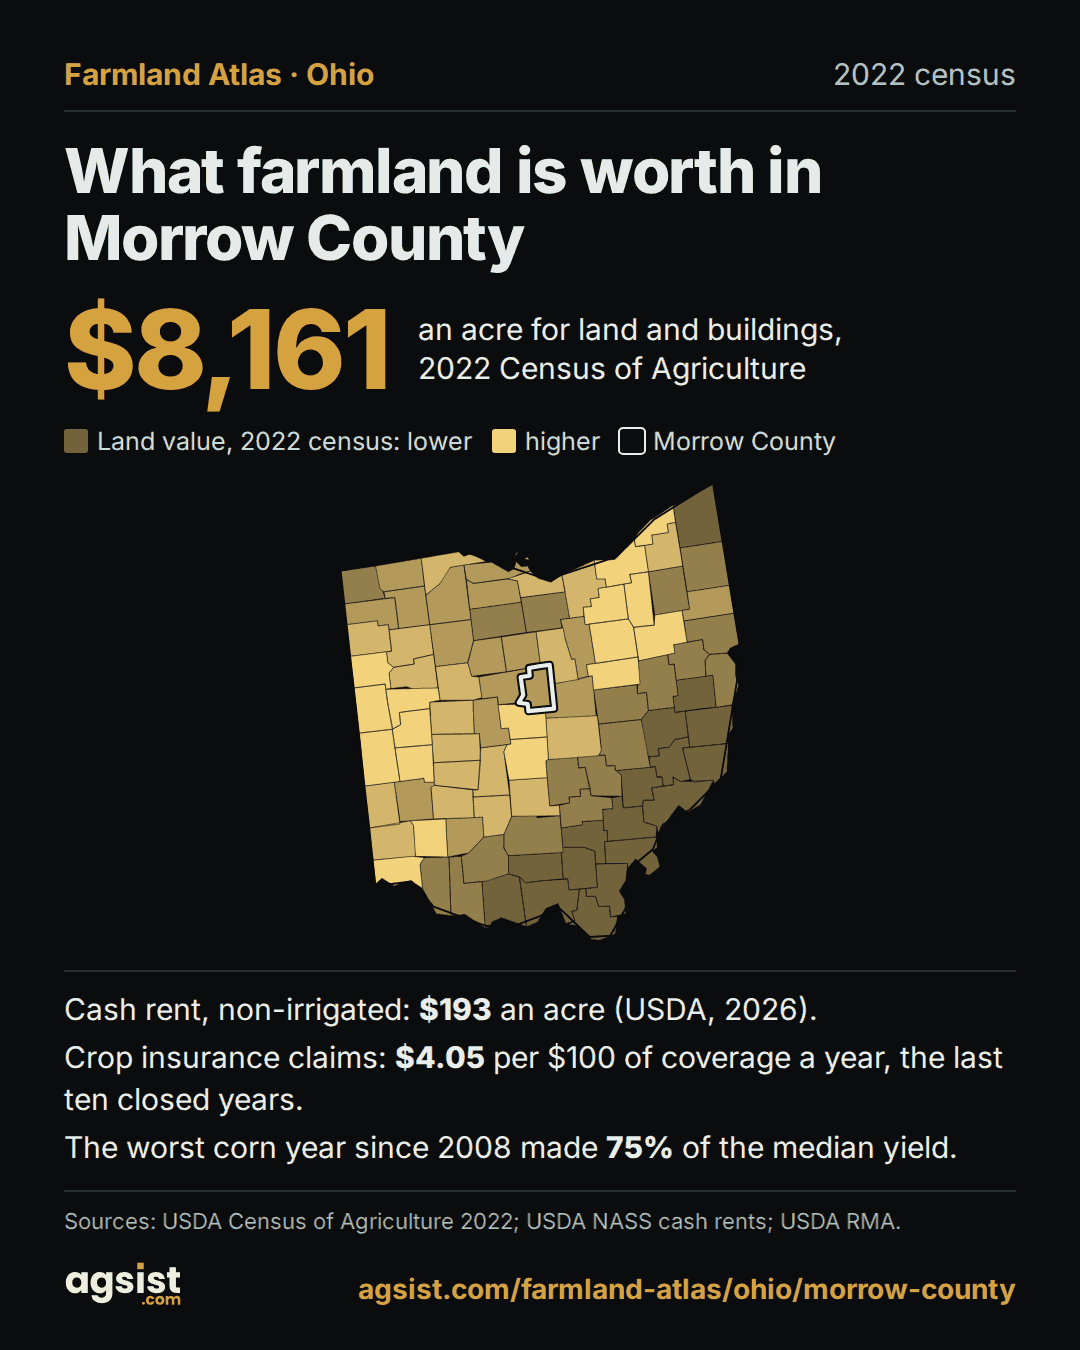 Farmland Atlas · Ohio
2022 census
What farmland is worth in
Morrow County
$8,161
an acre for land and buildings,
2022 Census of Agriculture
Land value, 2022 census: lower
higher
Morrow County
Cash rent, non-irrigated: $193 an acre (USDA, 2026).
Crop insurance claims: $4.05 per $100 of coverage a year, the last
ten closed years.
The worst corn year since 2008 made 75% of the median yield.
Sources: USDA Census of Agriculture 2022; USDA NASS cash rents; USDA RMA.
agsist
.com
agsist.com/farmland-atlas/ohio/morrow-county